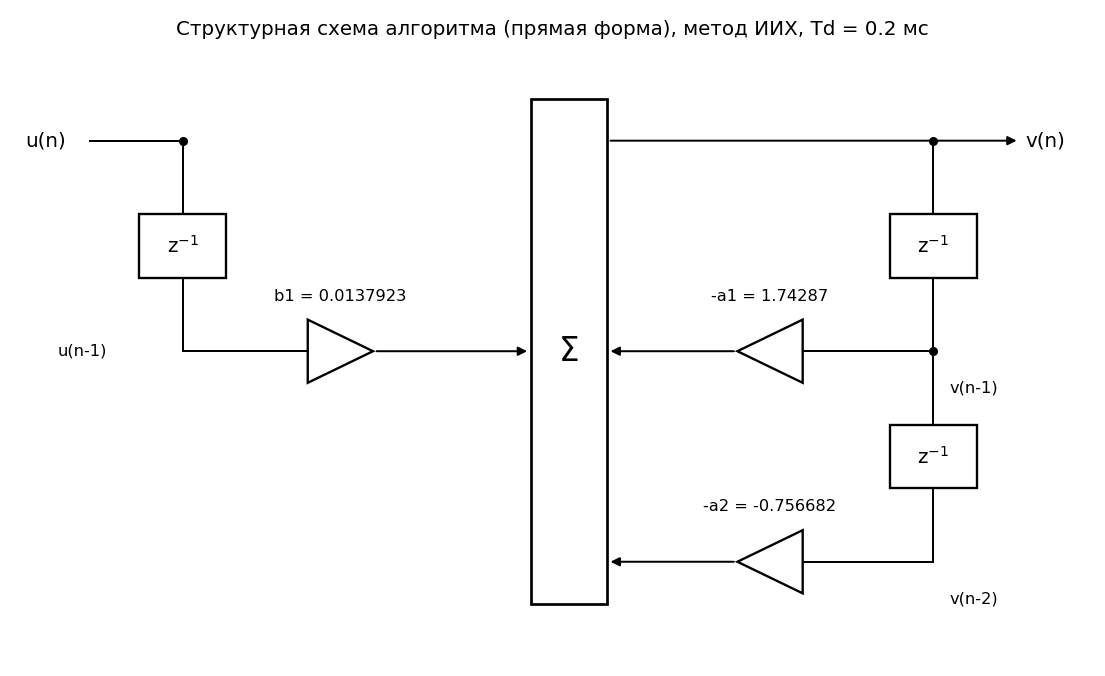 Структурная схема алгоритма (прямая форма), метод ИИХ, Td = 0.2 мс
u(n)
v(n)
z⁻¹
z⁻¹
b1 = 0.0137923
-a1 = 1.74287
u(n-1)
Σ
v(n-1)
z⁻¹
-a2 = -0.756682
v(n-2)